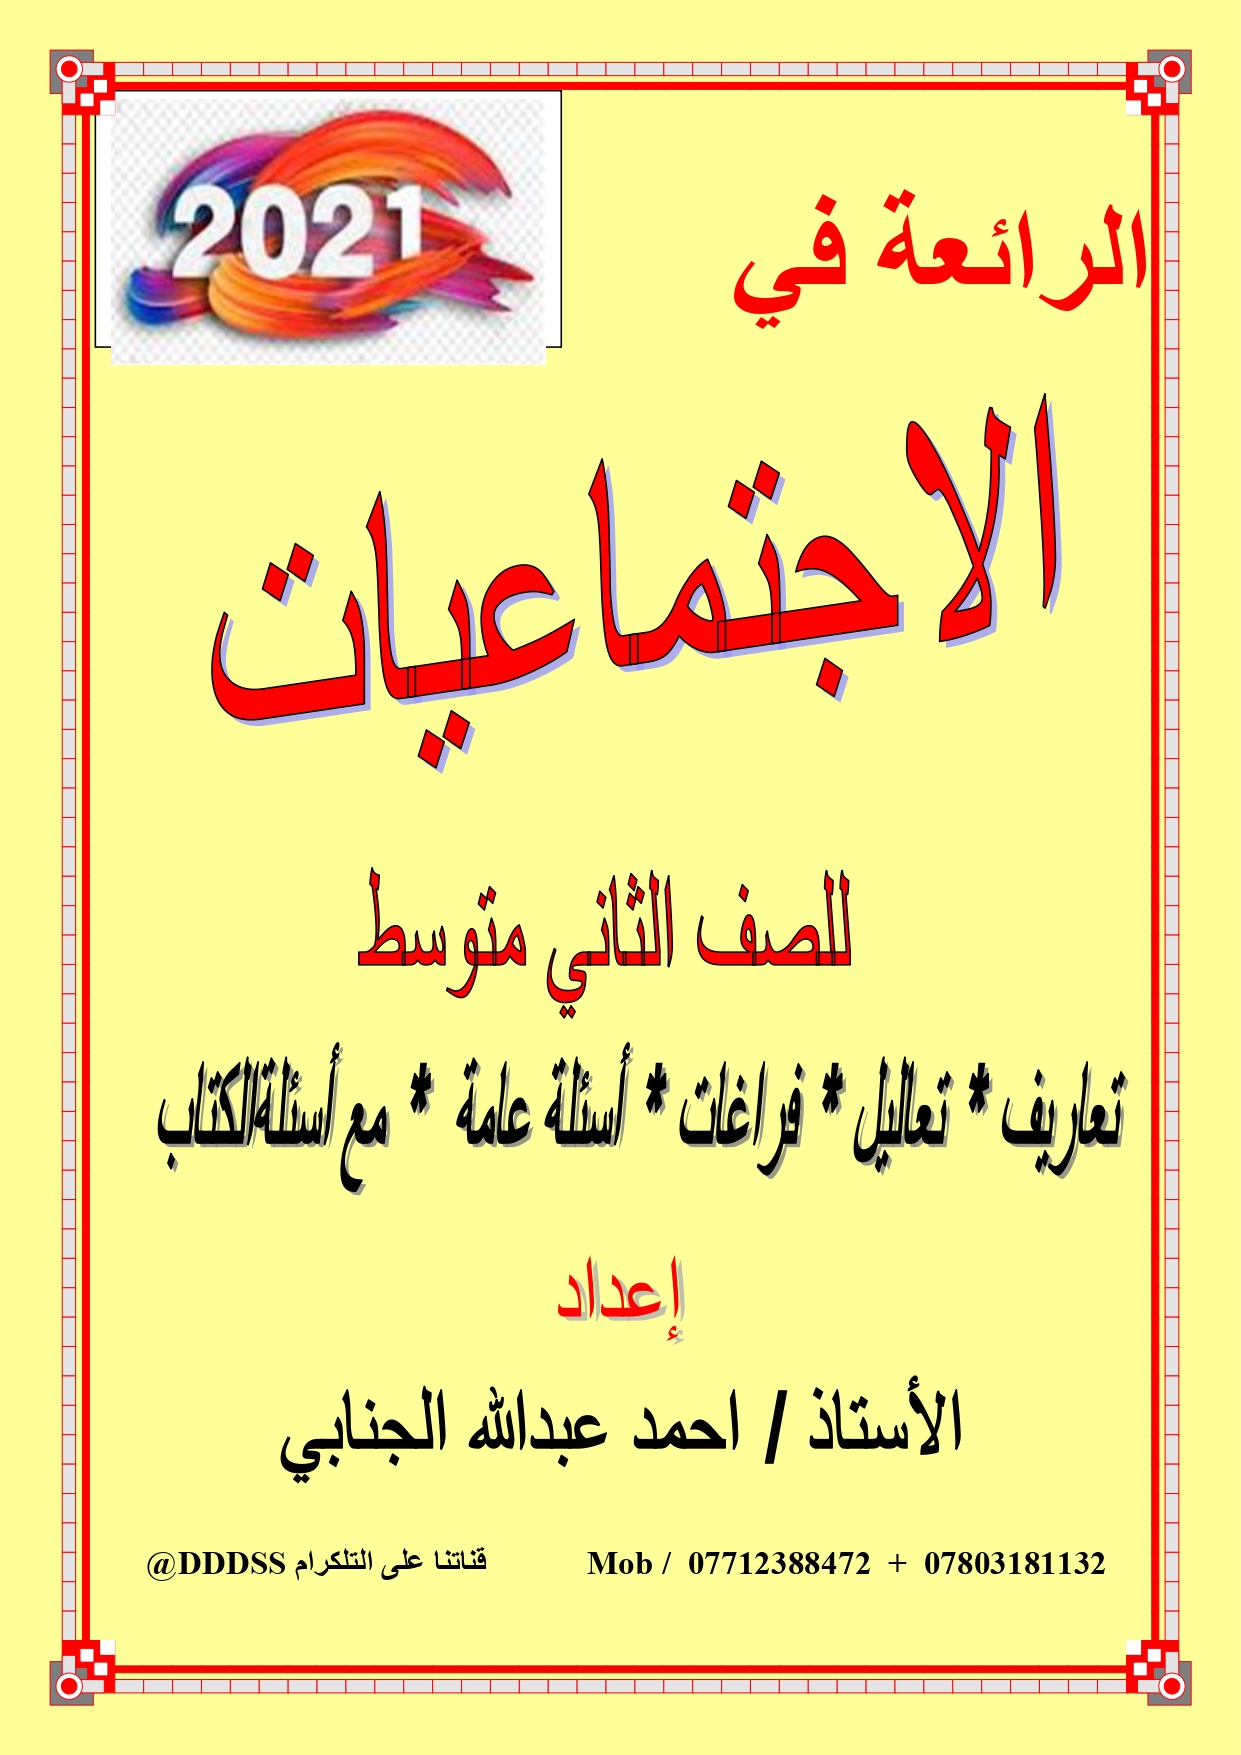 2021
الرائعة في
الاجتماعيات
للصف الثاني متوسط
تعاريف * تعاليل * فراغات * أسئلة عامة * مع أسئلةالكتاب
إعداد
الأستاذ / احمد عبدالله الجنابي
Mob / 07712388472 + 07803181132 قناتنا على التلكرام @DDDSS